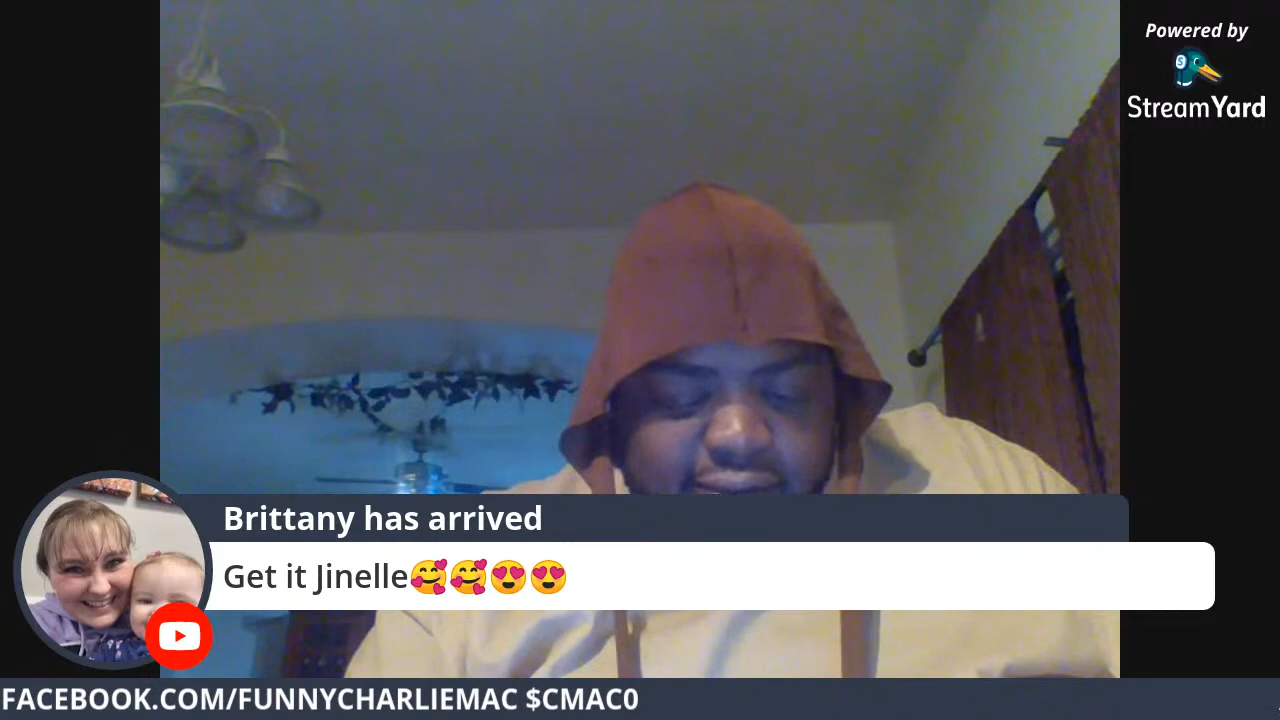 Powered by
StreamYard
Brittany has arrived
Get it Jinelle🥰🥰😍😍
FACEBOOK.COM/FUNNYCHARLIEMAC $CMAC0